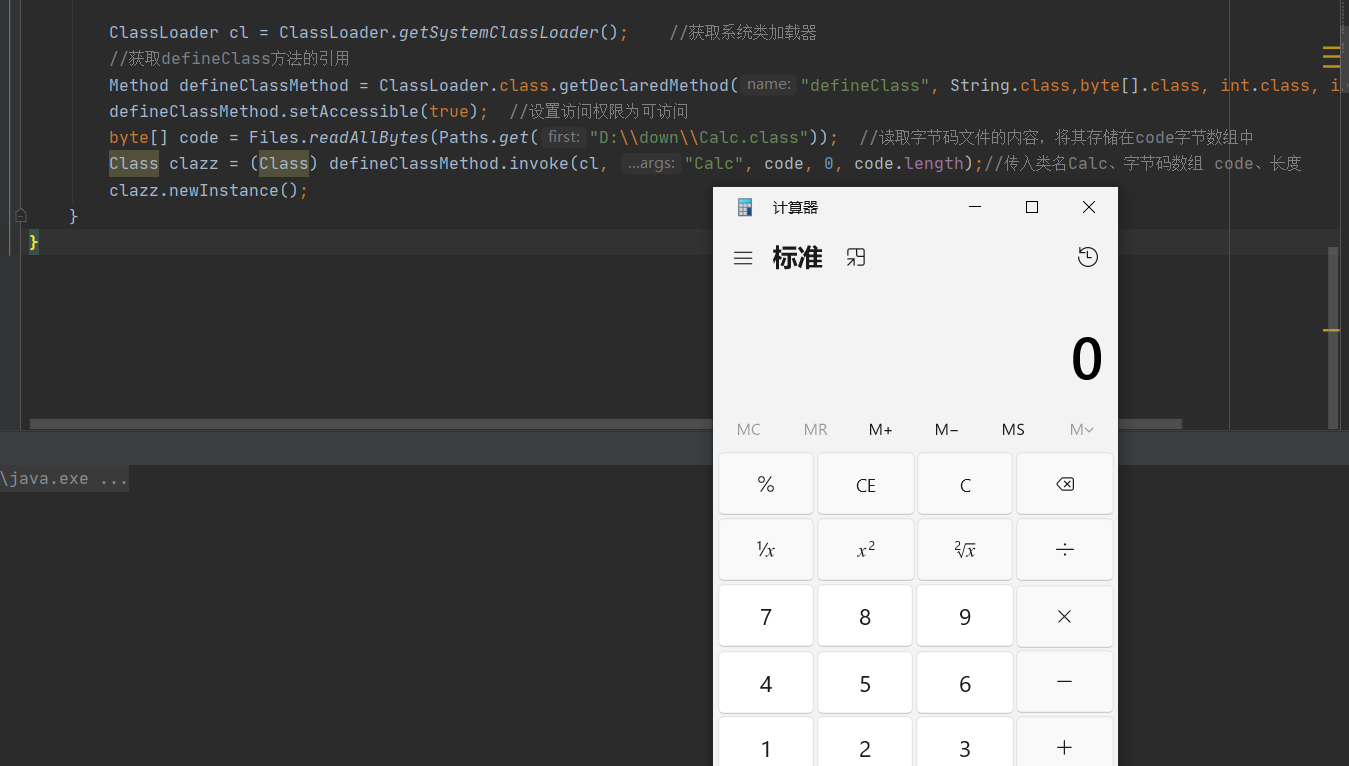 ClassLoader cl = ClassLoader.getSystemClassLoader();    //获取系统类加载器
//获取defineClass方法的引用
Method defineClassMethod = ClassLoader.class.getDeclaredMethod( name: "defineClass", String.class,byte[].class, int.class, i
defineClassMethod.setAccessible(true);  //设置访问权限为可访问
byte[] code = Files.readAllBytes(Paths.get( first: "D:\\down\\Calc.class"));  //读取字节码文件的内容，将其存储在code字节数组中
Class clazz = (Class) defineClassMethod.invoke(cl, ...args: "Calc", code, 0, code.length);//传入类名Calc、字节码数组 code、长度
clazz.newInstance();
}
}
\java.exe ...
计算器
标准
0
MC MR M+ M− MS M
% CE C
¹/x x² ²√x ÷
7 8 9 ×
4 5 6 −
1 2 3 +